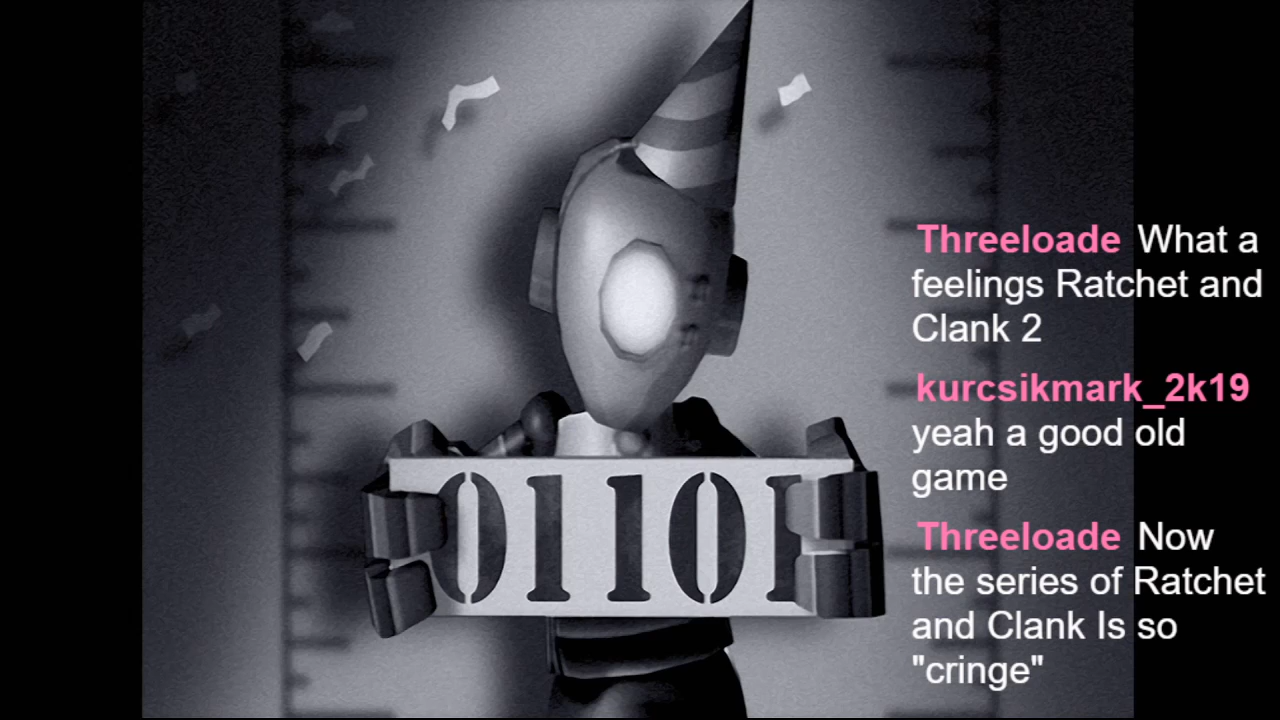 Threeloade What a
feelings Ratchet and
Clank 2
kurcsikmark_2k19
yeah a good old
game
Threeloade Now
the series of Ratchet
and Clank Is so
"cringe"
01101